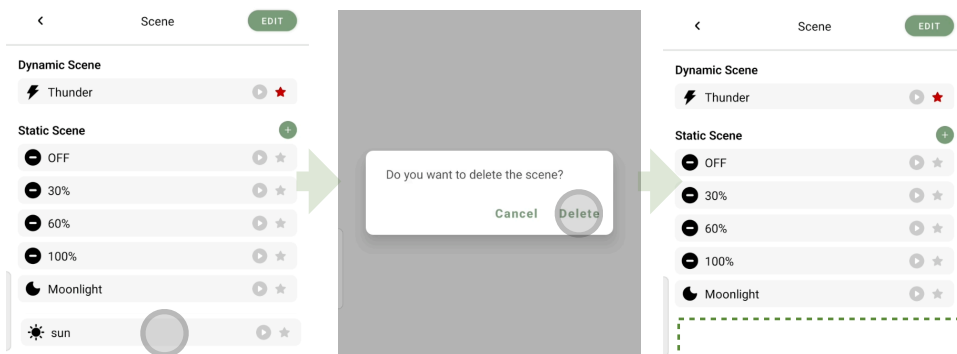 Scene
EDIT
Dynamic Scene
Thunder
Static Scene
OFF
30%
60%
100%
Moonlight
sun
Do you want to delete the scene?
Cancel Delete
Scene
EDIT
Dynamic Scene
Thunder
Static Scene
OFF
30%
60%
100%
Moonlight